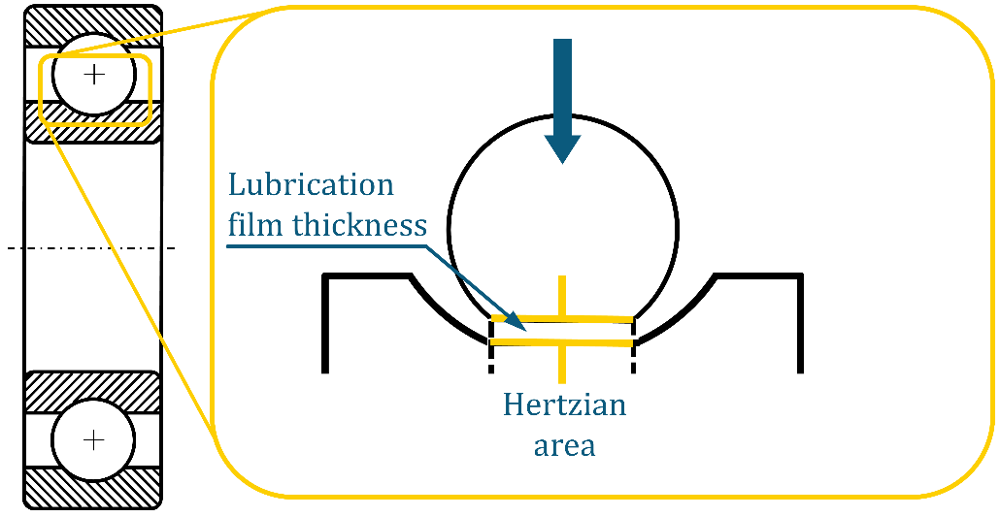 Lubrication
film thickness
Hertzian
area